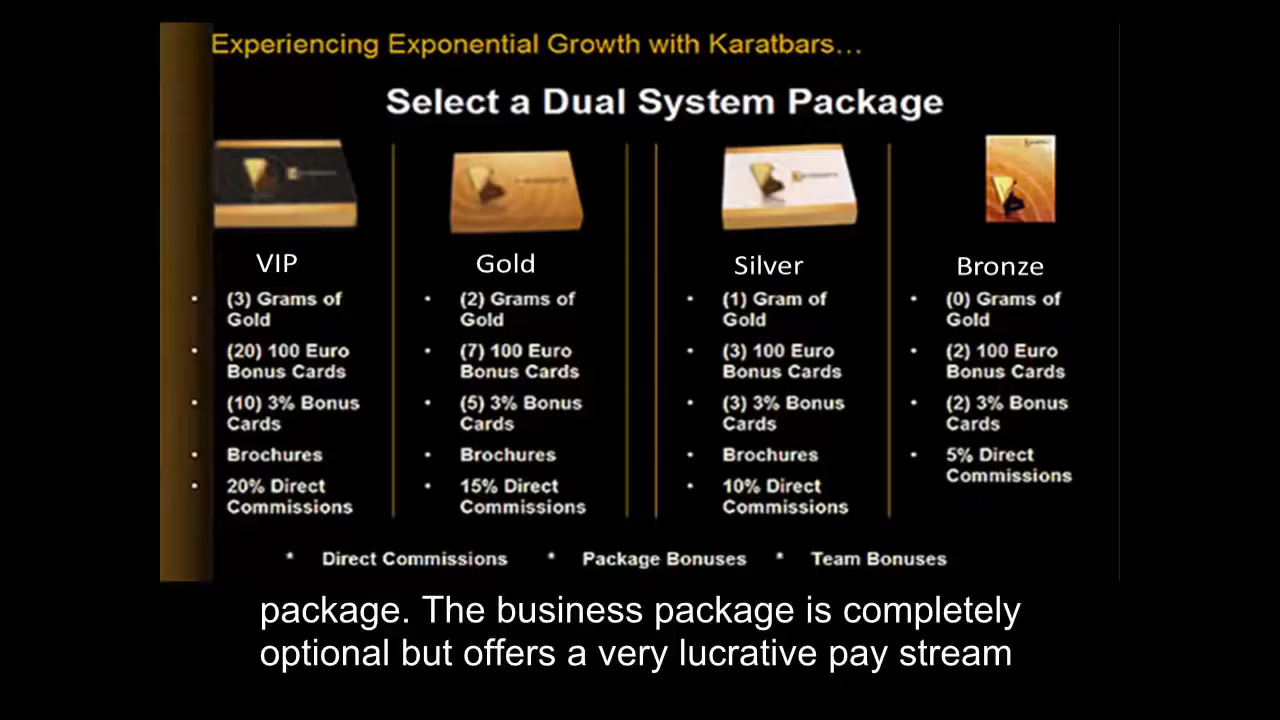 Experiencing Exponential Growth with Karatbars…
Select a Dual System Package
VIP
• (3) Grams of
Gold
• (20) 100 Euro
Bonus Cards
• (10) 3% Bonus
Cards
• Brochures
• 20% Direct
Commissions
Gold
• (2) Grams of
Gold
• (7) 100 Euro
Bonus Cards
• (5) 3% Bonus
Cards
• Brochures
• 15% Direct
Commissions
Silver
• (1) Gram of
Gold
• (3) 100 Euro
Bonus Cards
• (3) 3% Bonus
Cards
• Brochures
• 10% Direct
Commissions
Bronze
• (0) Grams of
Gold
• (2) 100 Euro
Bonus Cards
• (2) 3% Bonus
Cards
• 5% Direct
Commissions
* Direct Commissions * Package Bonuses * Team Bonuses
package. The business package is completely
optional but offers a very lucrative pay stream